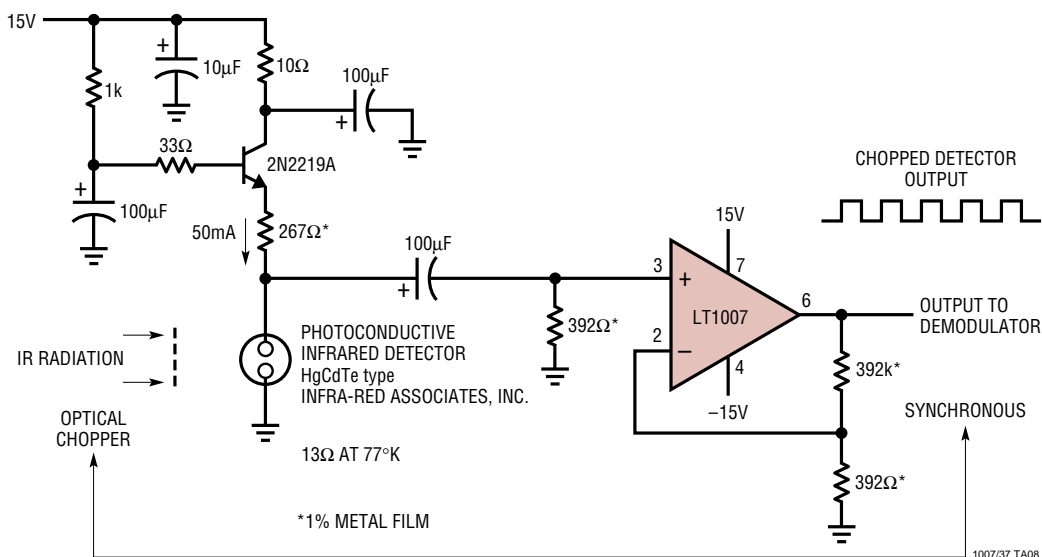 15V
+
10µF
10Ω
1k
100µF
+
33Ω
2N2219A
+
100µF
50mA
267Ω*
100µF
+
CHOPPED DETECTOR
OUTPUT
15V
3
+
7
LT1007
6
2
−
4
−15V
392Ω*
OUTPUT TO
DEMODULATOR
392k*
SYNCHRONOUS
392Ω*
IR RADIATION
OPTICAL
CHOPPER
PHOTOCONDUCTIVE
INFRARED DETECTOR
HgCdTe type
INFRA-RED ASSOCIATES, INC.
13Ω AT 77°K
*1% METAL FILM
1007/37 TA08